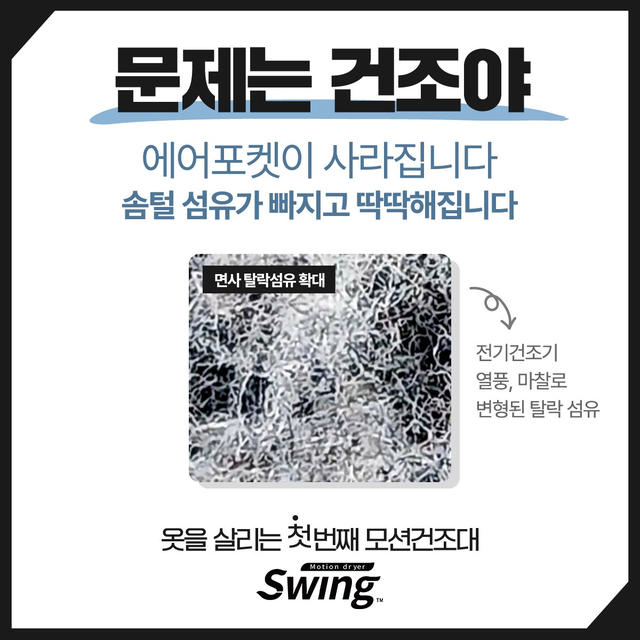 문제는 건조야
에어포켓이 사라집니다
솜털 섬유가 빠지고 딱딱해집니다
면사 탈락섬유 확대
전기건조기
열풍, 마찰로
변형된 탈락 섬유
옷을 살리는 첫번째 모션건조대
Motion dryer
Swing™